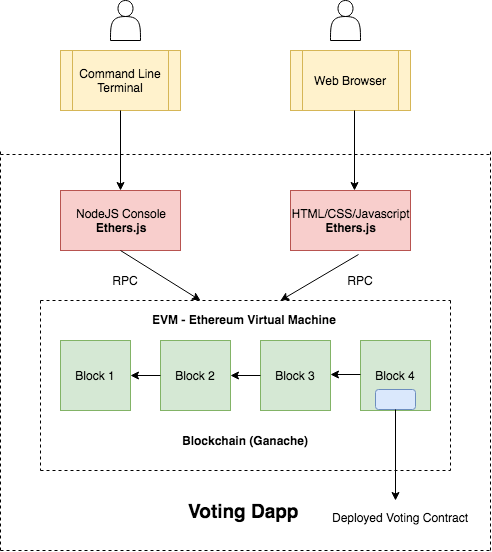 Command Line
Terminal
Web Browser
NodeJS Console
Ethers.js
HTML/CSS/Javascript
Ethers.js
RPC
RPC
EVM - Ethereum Virtual Machine
Block 1
Block 2
Block 3
Block 4
Blockchain (Ganache)
Voting Dapp
Deployed Voting Contract